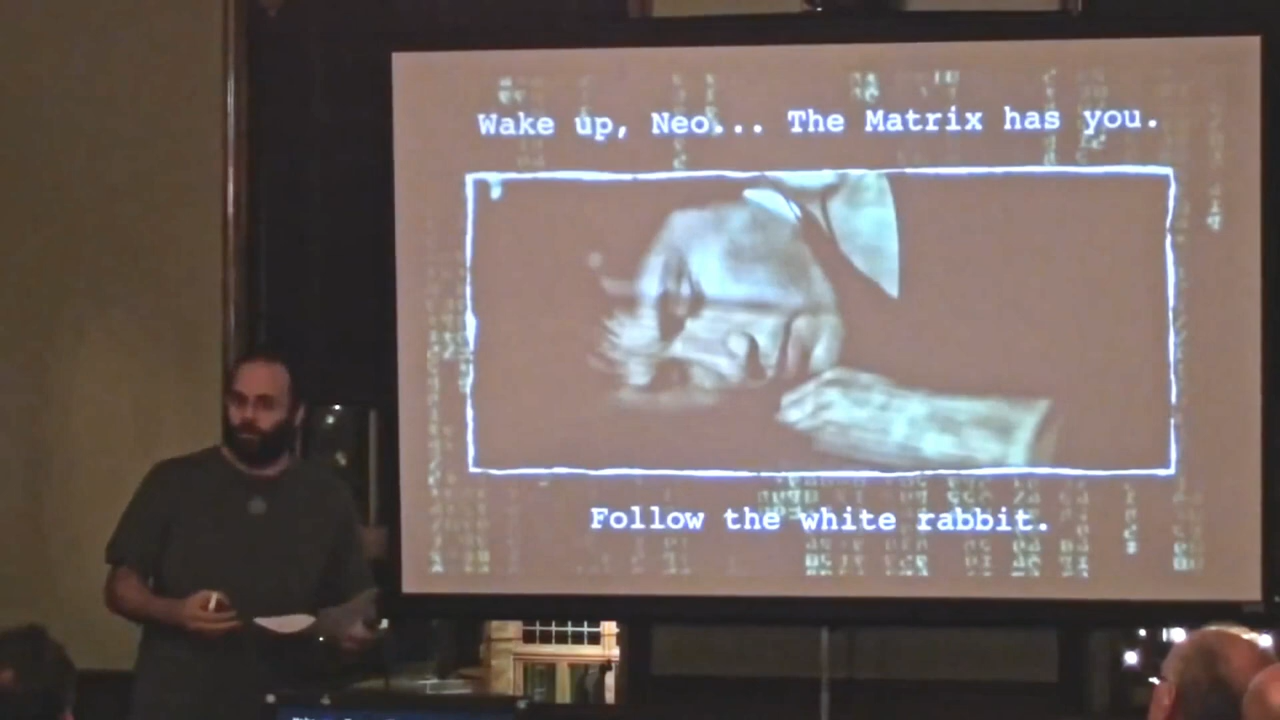 Wake up, Neo... The Matrix has you.
Follow the white rabbit.